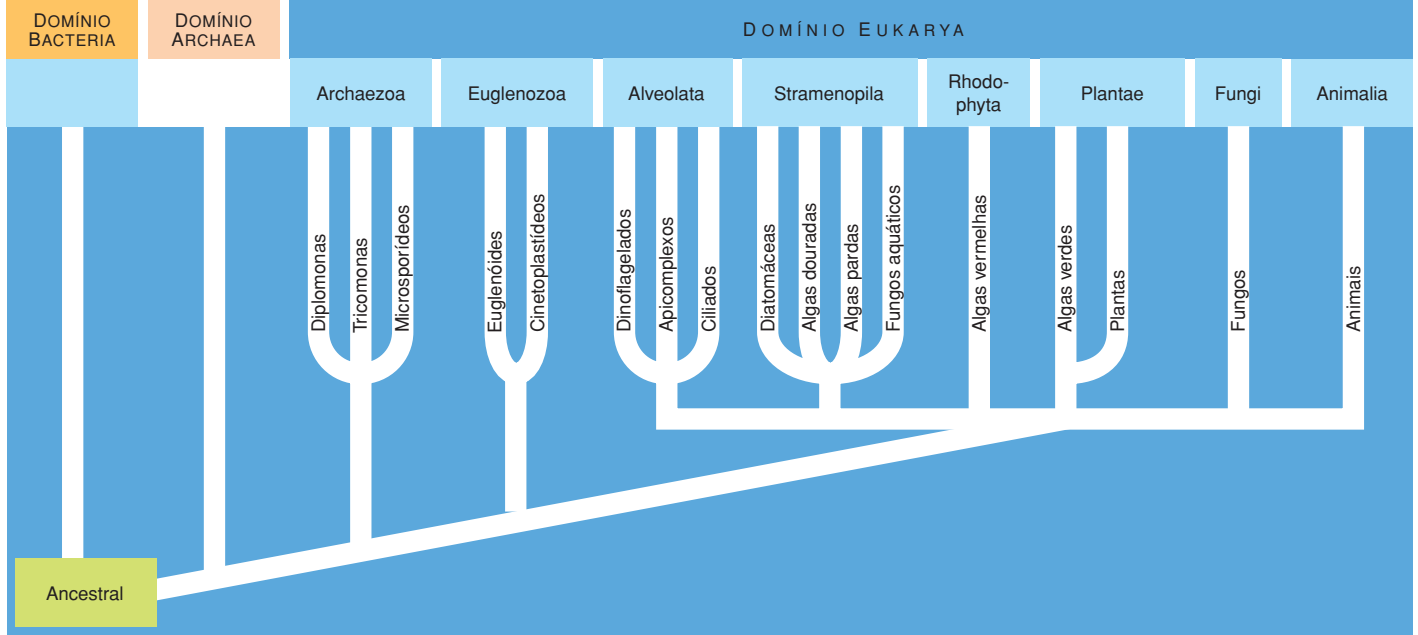 DOMÍNIO
BACTERIA
DOMÍNIO
ARCHAEA
DOMÍNIO EUKARYA
Archaezoa
Euglenozoa
Alveolata
Stramenopila
Rhodo-
phyta
Plantae
Fungi
Animalia
Diplomonas
Tricomonas
Microsporídeos
Euglenóides
Cinetoplastídeos
Dinoflagelados
Apicomplexos
Ciliados
Diatomáceas
Algas douradas
Algas pardas
Fungos aquáticos
Algas vermelhas
Algas verdes
Plantas
Fungos
Animais
Ancestral